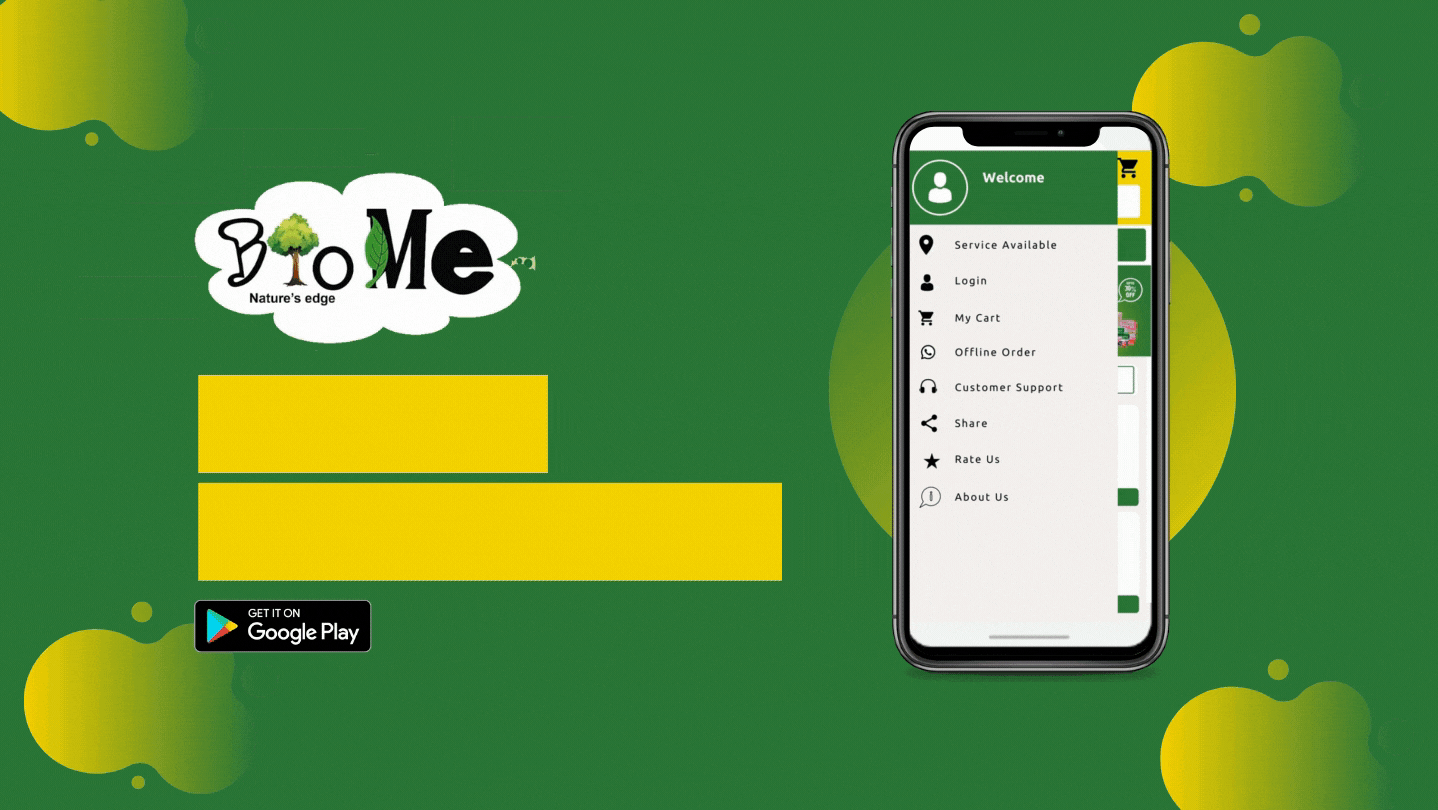 BioMe
Nature's edge
GET IT ON
Google Play
Welcome
Service Available
Login
My Cart
Offline Order
Customer Support
Share
Rate Us
About Us
OFF